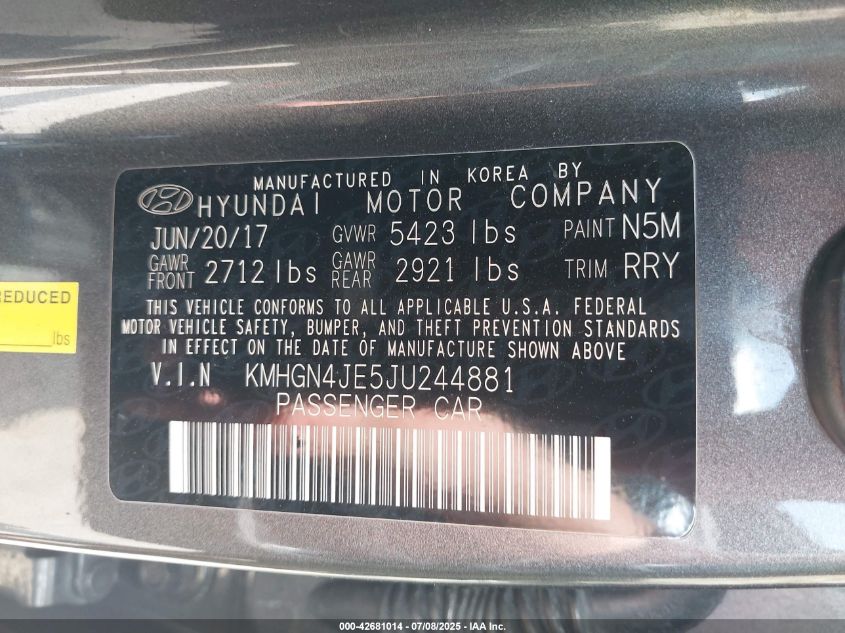 MANUFACTURED IN KOREA BY
HYUNDAI MOTOR COMPANY
JUN/20/17 GVWR 5423 lbs PAINT N5M
GAWR FRONT 2712 lbs GAWR REAR 2921 lbs TRIM RRY
THIS VEHICLE CONFORMS TO ALL APPLICABLE U.S.A. FEDERAL
MOTOR VEHICLE SAFETY, BUMPER, AND THEFT PREVENTION STANDARDS
IN EFFECT ON THE DATE OF MANUFACTURE SHOWN ABOVE
V.I.N KMHGN4JE5JU244881
PASSENGER CAR
REDUCED
lbs
000-42681014 - 07/08/2025 - IAA Inc.